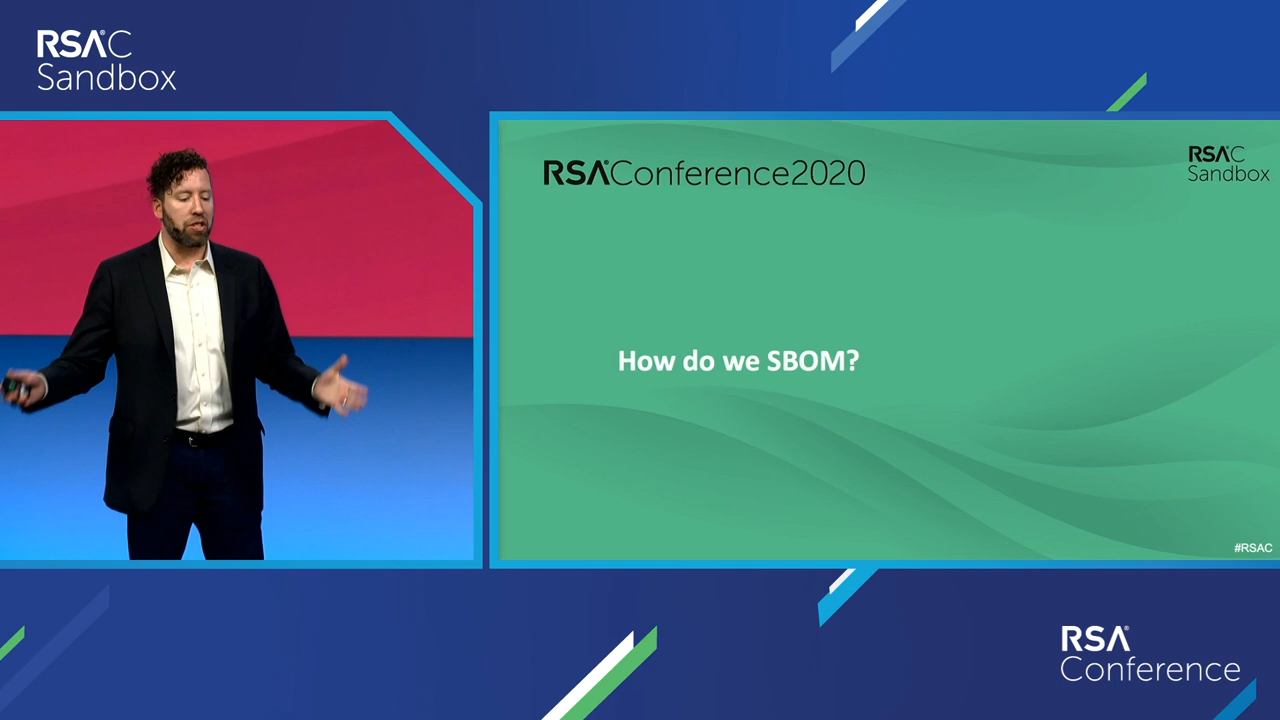 RSAC
Sandbox
RSAConference2020
RSAC
Sandbox
How do we SBOM?
#RSAC
RSA
Conference